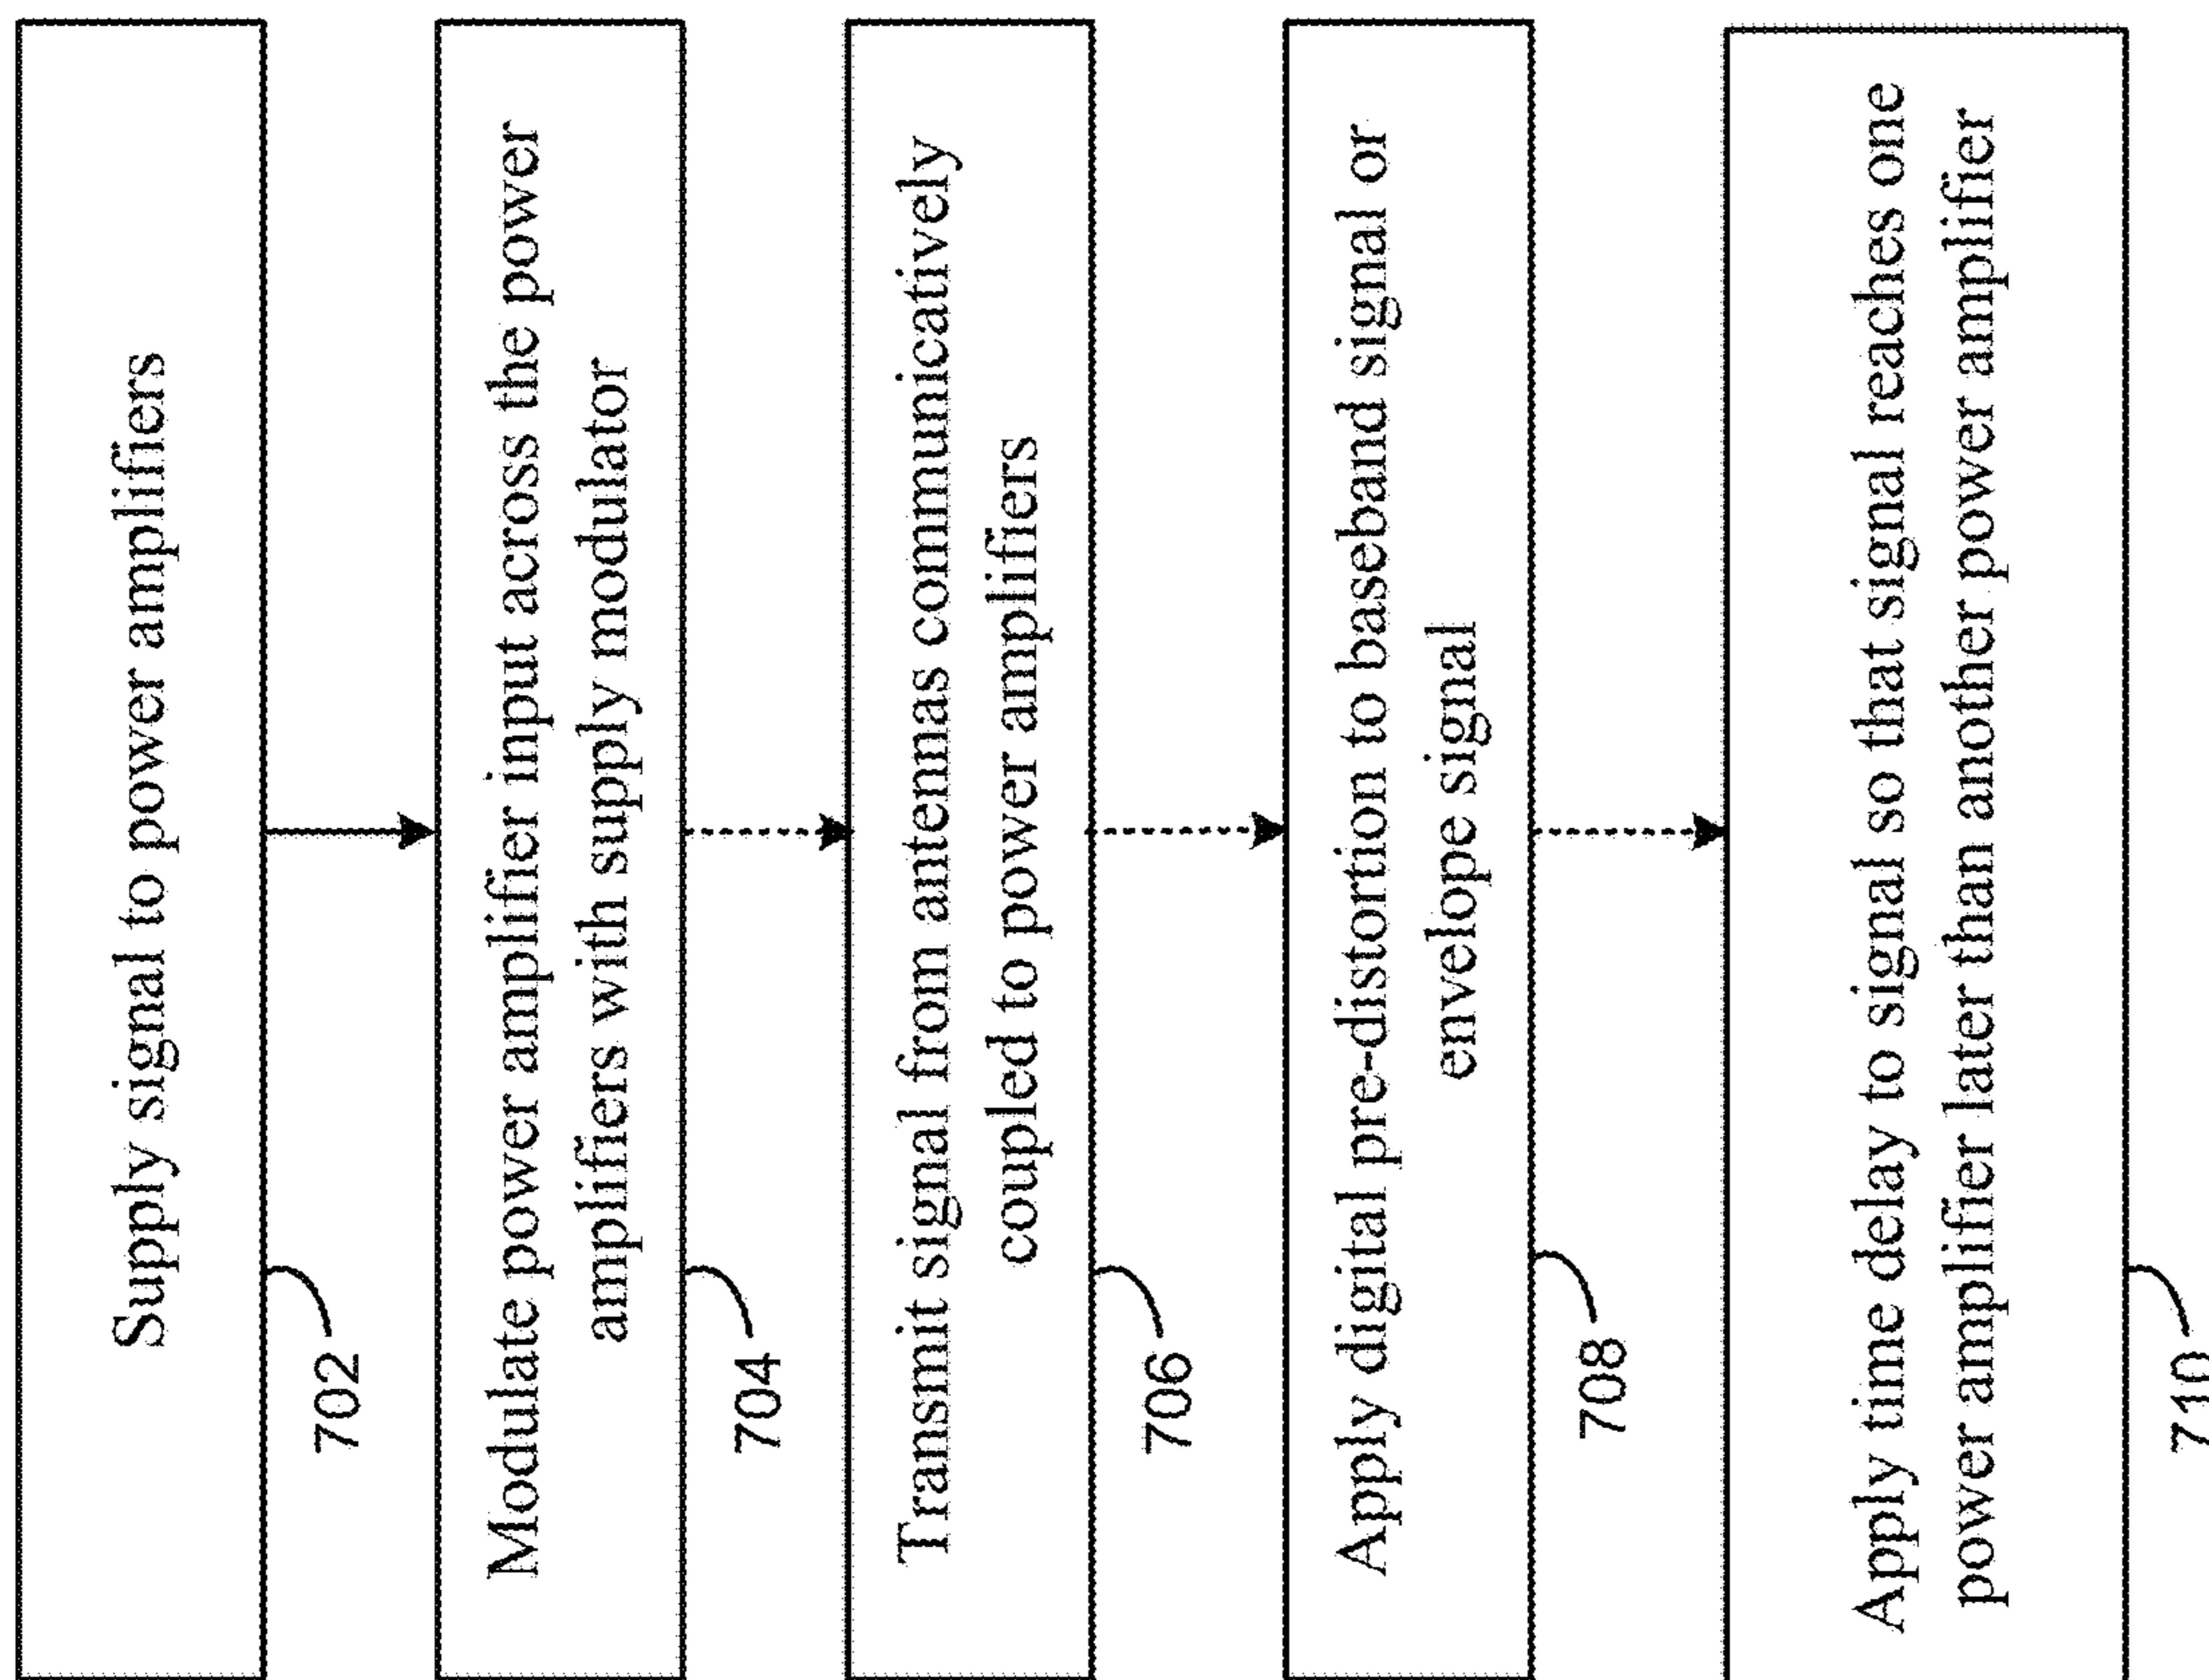 Supply signal to power amplifiers
702
Modulate power amplifier input across the power
amplifiers with supply modulator
704
Transmit signal from antennas communicatively
coupled to power amplifiers
706
Apply digital pre-distortion to baseband signal or
envelope signal
708
Apply time delay to signal so that signal reaches one
power amplifier later than another power amplifier
710